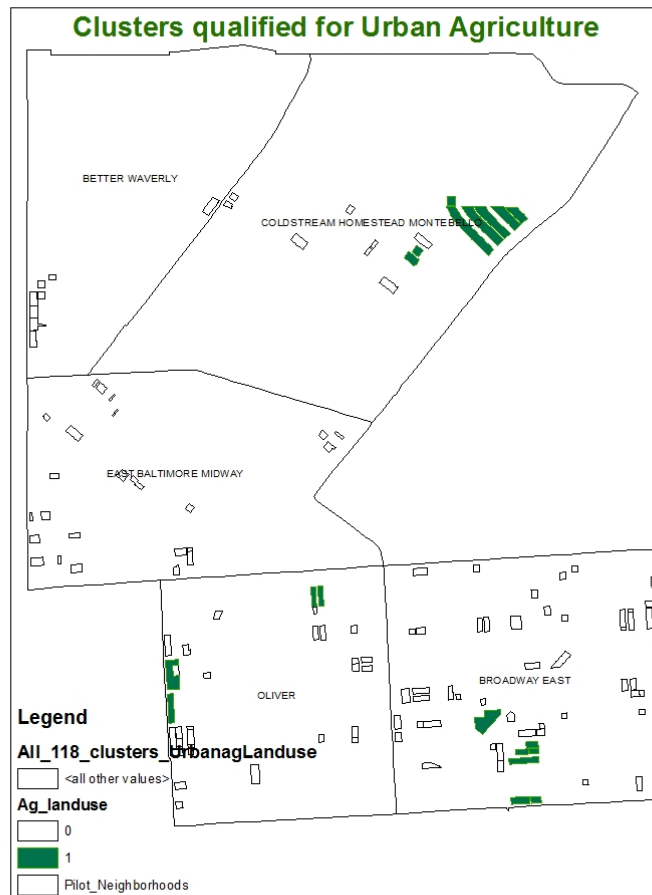 Clusters qualified for Urban Agriculture
BETTER WAVERLY
COLDSTREAM HOMESTEAD MONTEBELLO
EAST BALTIMORE MIDWAY
BROADWAY EAST
OLIVER
Legend
All_118_clusters_UrbanagLanduse
<all other values>
Ag_landuse
0
1
Pilot_Neighborhoods